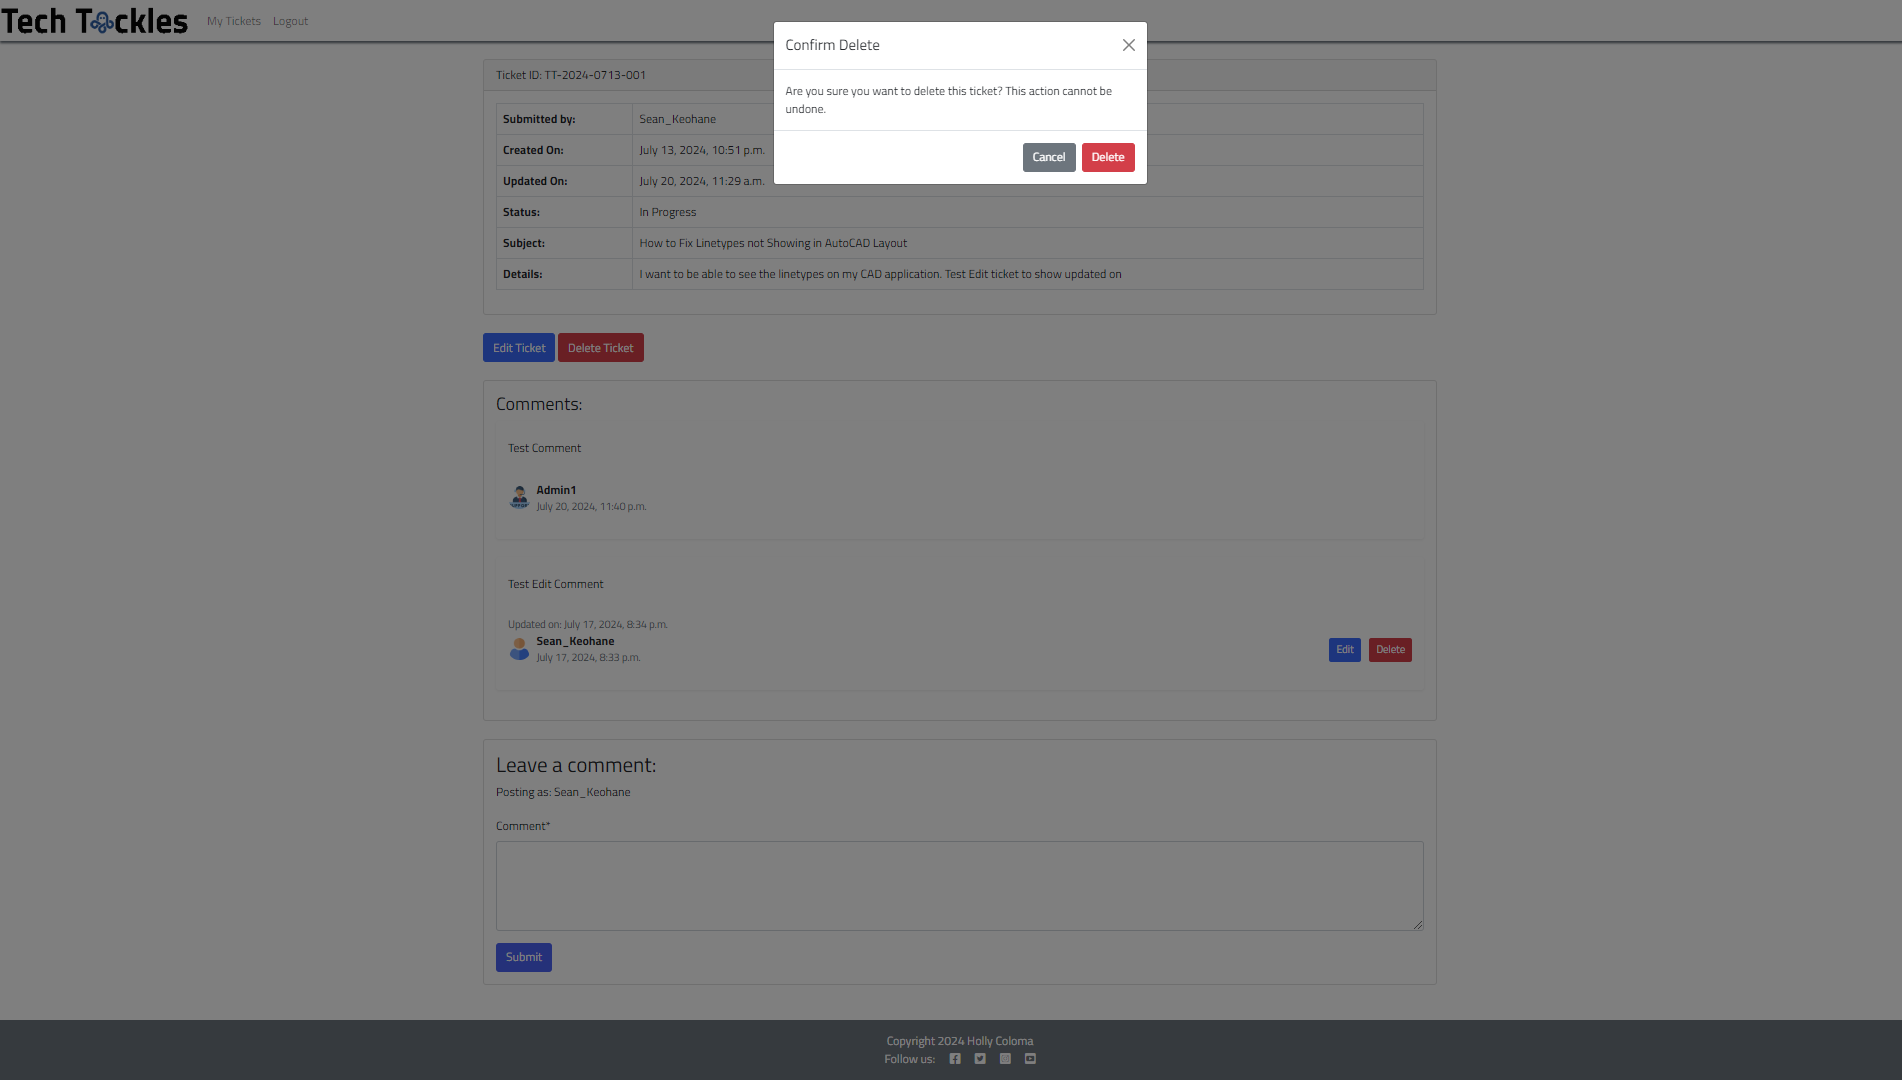 Tech Tackles My Tickets Logout
Confirm Delete
Are you sure you want to delete this ticket? This action cannot be
undone.
Cancel Delete
Ticket ID: TT-2024-0713-001
Submitted by: Sean_Keohane
Created On: July 13, 2024, 10:51 p.m.
Updated On: July 20, 2024, 11:29 a.m.
Status: In Progress
Subject: How to Fix Linetypes not Showing in AutoCAD Layout
Details: I want to be able to see the linetypes on my CAD application. Test Edit ticket to show updated on
Edit Ticket Delete Ticket
Comments:
Test Comment
Admin1
July 20, 2024, 11:40 p.m.
Test Edit Comment
Updated on: July 17, 2024, 8:34 p.m.
Sean_Keohane
July 17, 2024, 8:33 p.m.
Edit Delete
Leave a comment:
Posting as: Sean_Keohane
Comment*
Submit
Copyright 2024 Holly Coloma
Follow us: